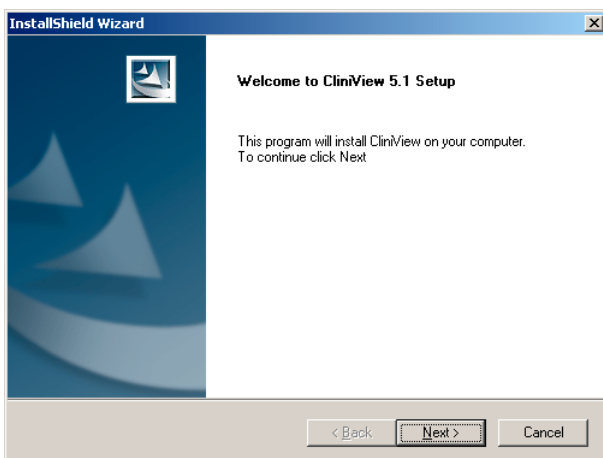 InstallShield Wizard
Welcome to CliniView 5.1 Setup
This program will install CliniView on your computer.
To continue click Next
< Back
Next >
Cancel